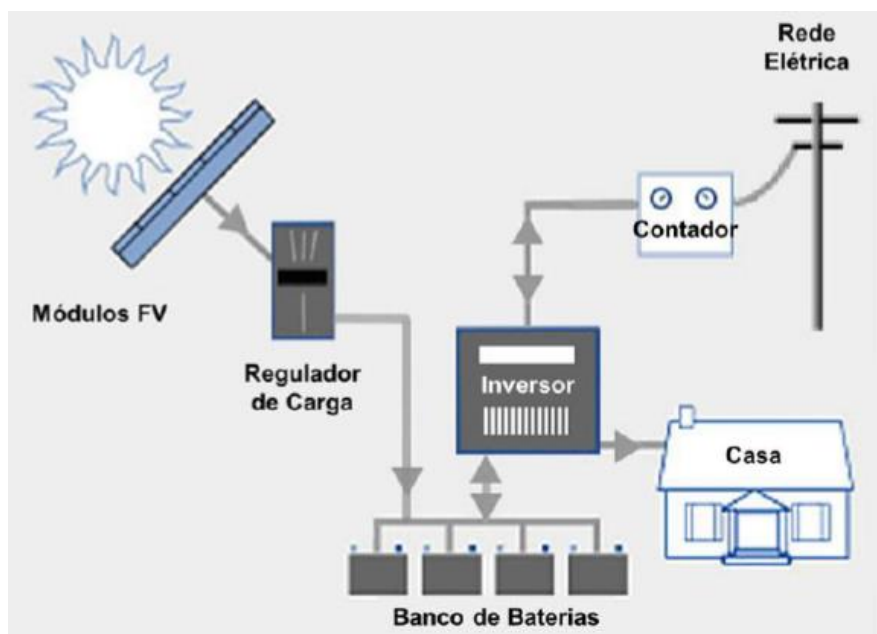 Rede
Elétrica
Contador
Módulos FV
Regulador
de Carga
Inversor
Casa
Banco de Baterias